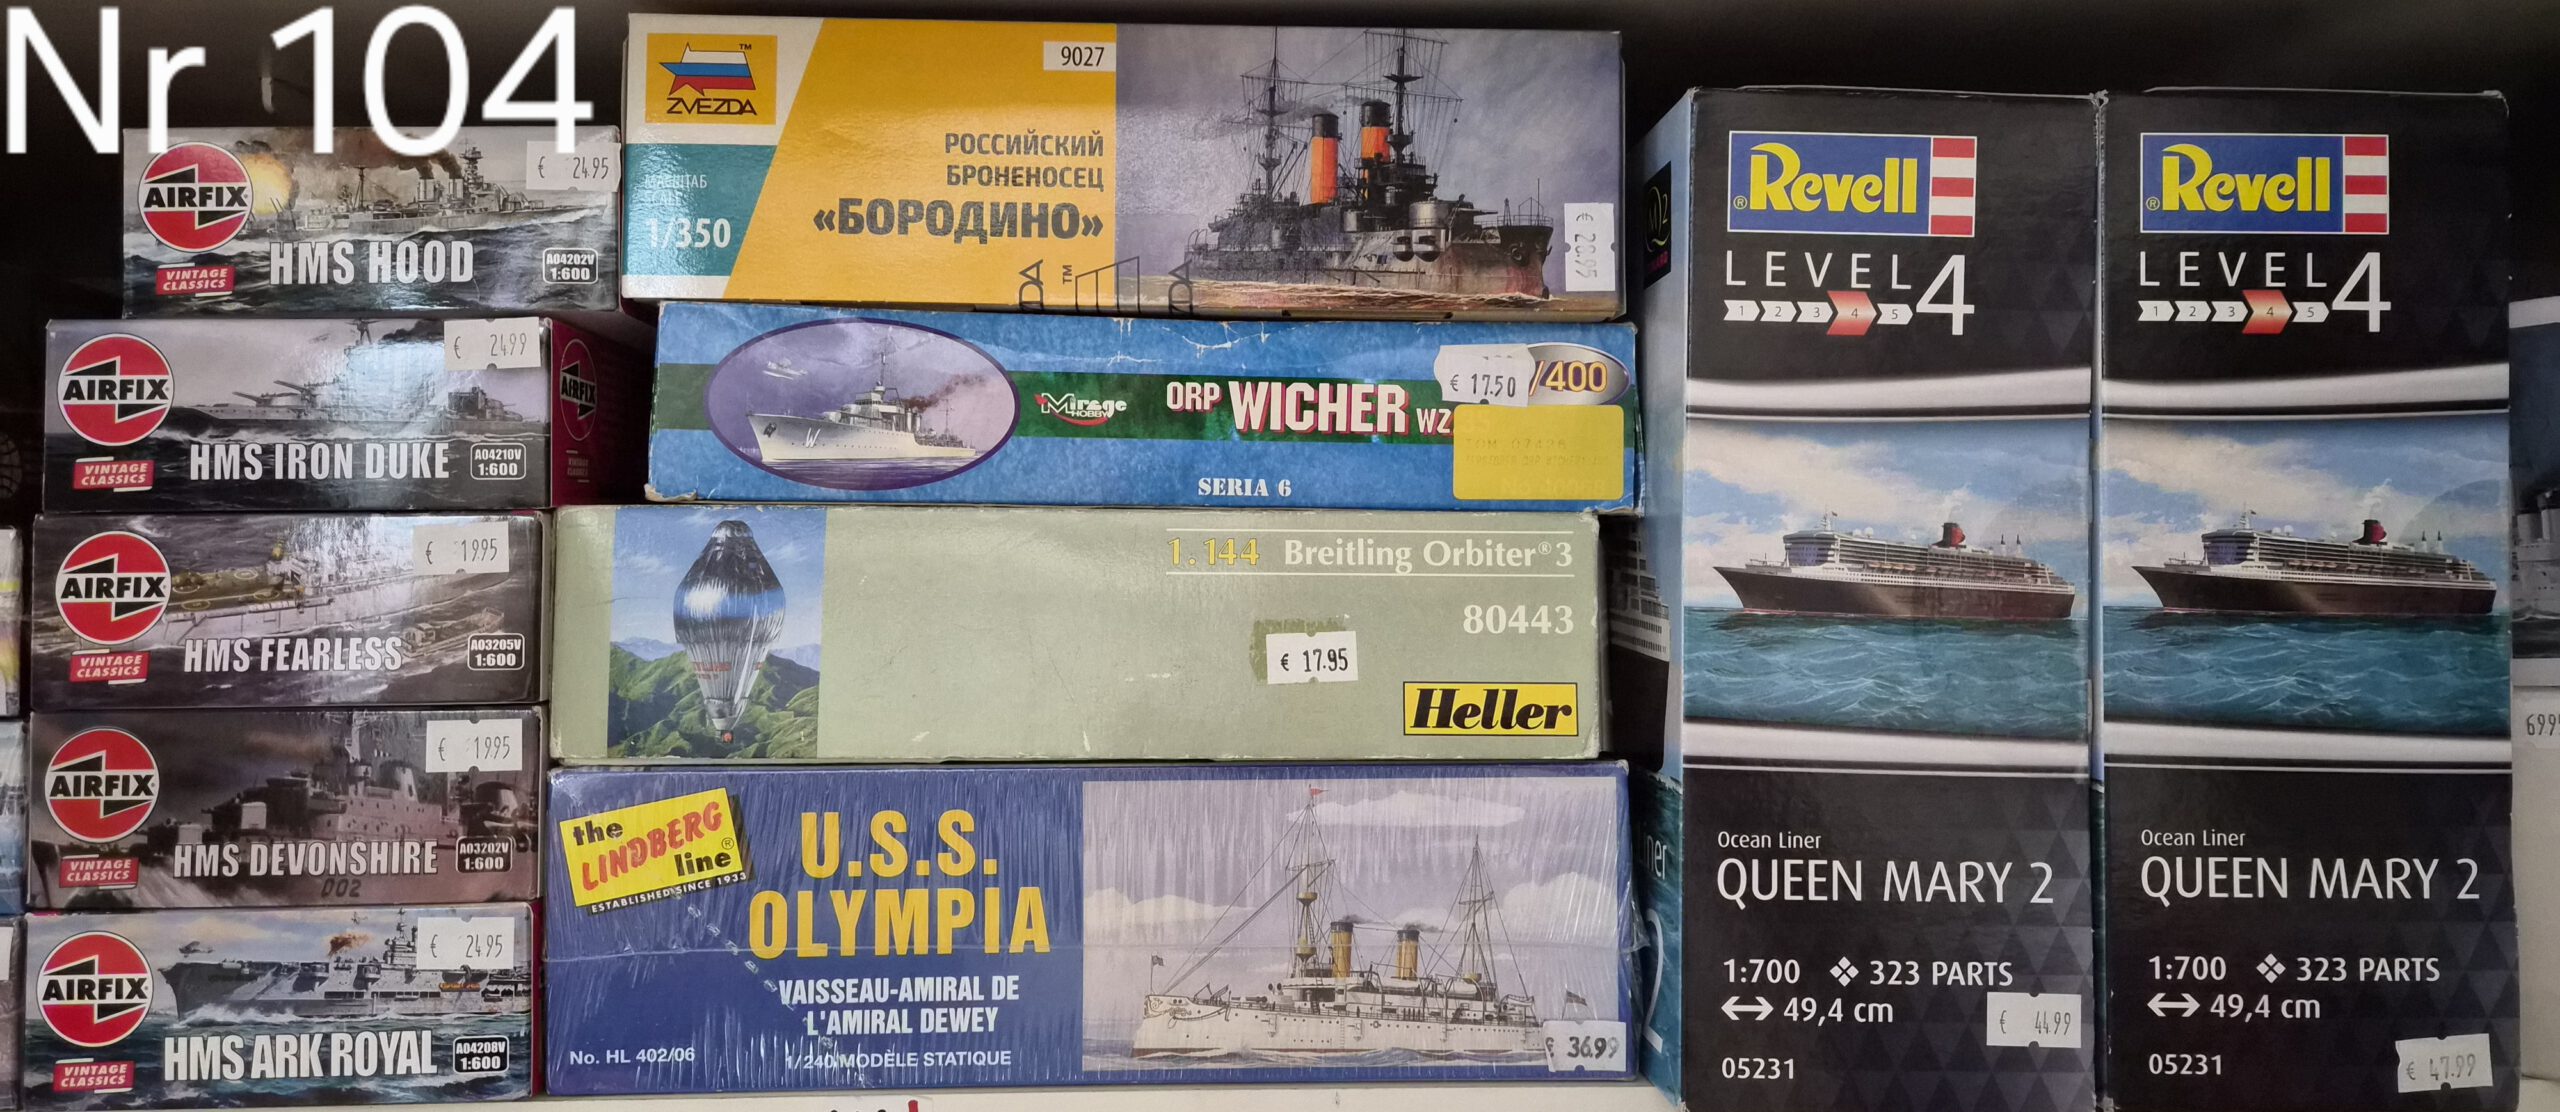 Nr 104
AIRFIX
€ 24.95
HMS HOOD
VINTAGE
CLASSICS
A04202V
1:600
AIRFIX
€ 24.99
HMS IRON DUKE
VINTAGE
CLASSICS
A04210V
1:600
AIRFIX
AIRFIX
€ 19.95
HMS FEARLESS
VINTAGE
CLASSICS
A03205V
1:600
AIRFIX
€ 19.95
HMS DEVONSHIRE
D02
VINTAGE
CLASSICS
A03202V
1:600
AIRFIX
€ 24.95
HMS ARK ROYAL
VINTAGE
CLASSICS
A04208V
1:600
ZVEZDA™
9027
РОССИЙСКИЙ
БРОНЕНОСЕЦ
«БОРОДИНО»
МАСШТАБ
SCALE
1/350
€ 28.95
Mirage
HOBBY
ORP WICHER WZ
€ 17.50
/400
SERIA 6
W
1:144 Breitling Orbiter®3
80443
€ 17.95
Heller
the
LINDBERG®
line
ESTABLISHED SINCE 1933
U.S.S.
OLYMPIA
VAISSEAU-AMIRAL DE
L'AMIRAL DEWEY
No. HL 402/06
1/240 MODÈLE STATIQUE
€ 36.99
®Revell
LEVEL 4
1 2 3 4 5
Ocean Liner
QUEEN MARY 2
1:700 323 PARTS
49,4 cm
€ 44.99
05231
®Revell
LEVEL 4
1 2 3 4 5
Ocean Liner
QUEEN MARY 2
1:700 323 PARTS
49,4 cm
05231
€ 47.99